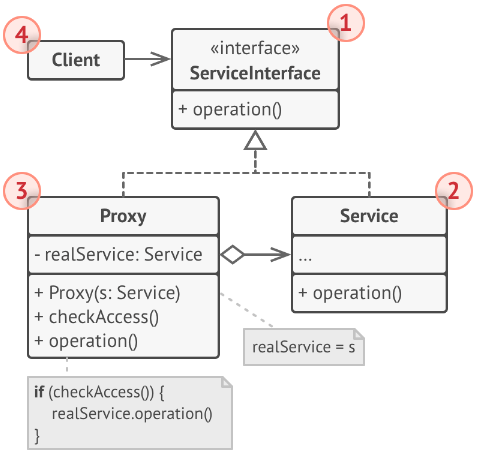 4
Client
1
«interface»
ServiceInterface
+ operation()
3
Proxy
- realService: Service
+ Proxy(s: Service)
+ checkAccess()
+ operation()
2
Service
...
+ operation()
realService = s
if (checkAccess()) {
realService.operation()
}